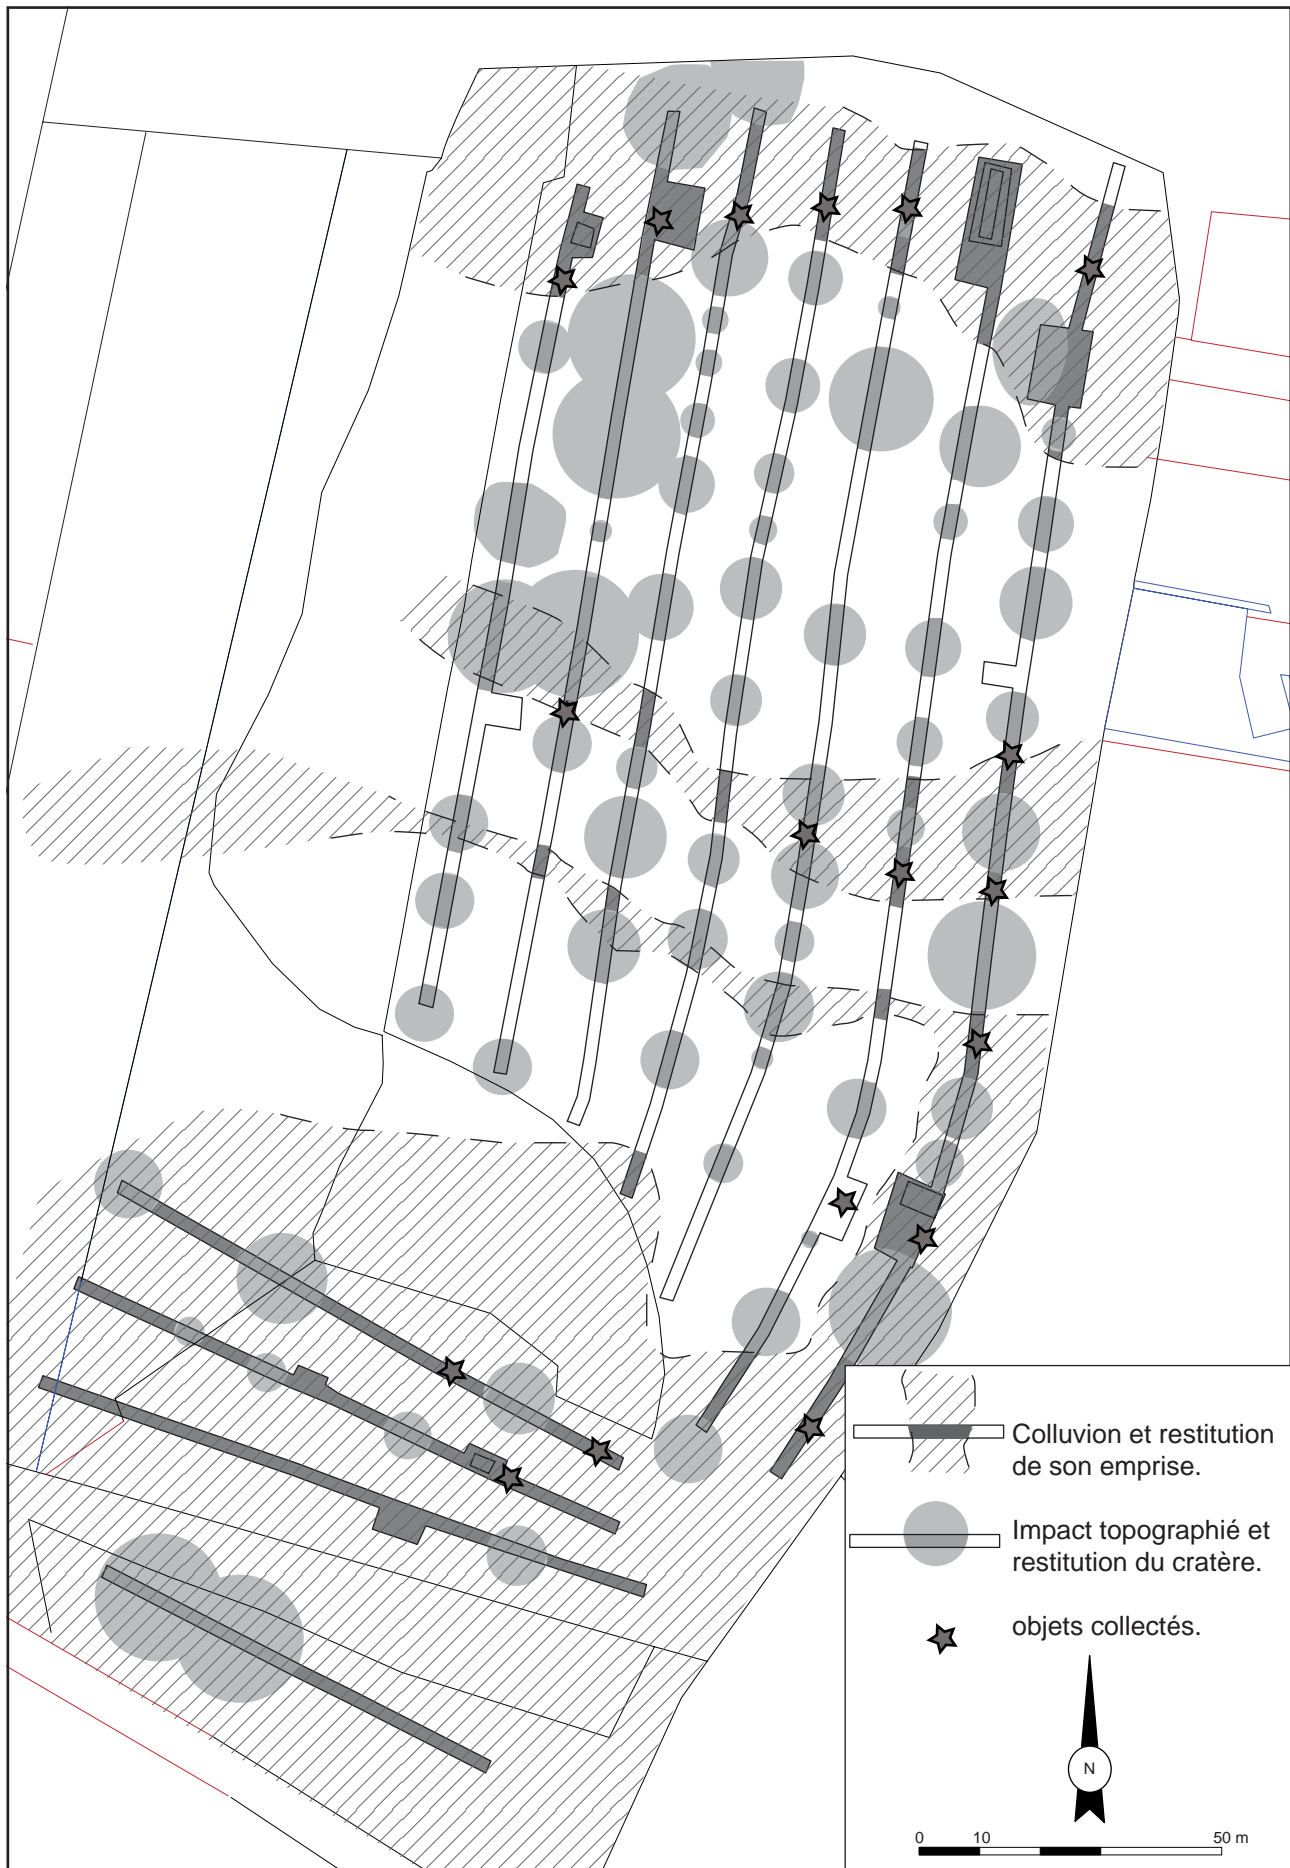 Colluvion et restitution
de son emprise.
Impact topographié et
restitution du cratère.
objets collectés.
N
0 10 50 m